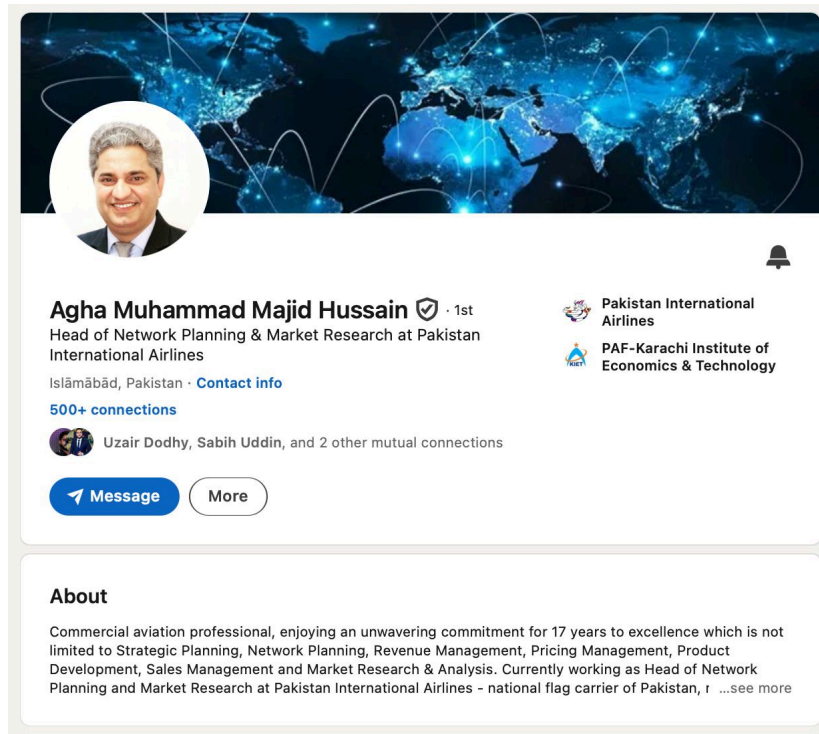 Agha Muhammad Majid Hussain · 1st
Head of Network Planning & Market Research at Pakistan
International Airlines
Islāmābād, Pakistan · Contact info
500+ connections
Uzair Dodhy, Sabih Uddin, and 2 other mutual connections
Message
More
Pakistan International
Airlines
KIET
PAF-Karachi Institute of
Economics & Technology
About
Commercial aviation professional, enjoying an unwavering commitment for 17 years to excellence which is not
limited to Strategic Planning, Network Planning, Revenue Management, Pricing Management, Product
Development, Sales Management and Market Research & Analysis. Currently working as Head of Network
Planning and Market Research at Pakistan International Airlines - national flag carrier of Pakistan, r ...see more